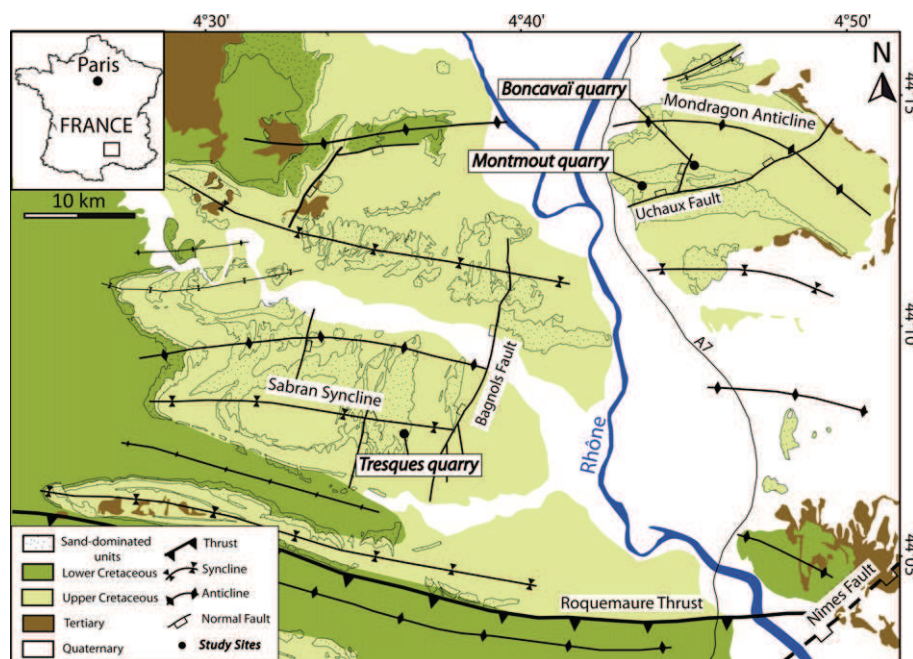 4°30'
4°40'
4°50'
N
Paris
FRANCE
10 km
Boncavaï quarry
Mondragon Anticline
Montmout quarry
Uchaux Fault
44°15
44°10
44°05
A7
Bagnols Fault
Sabran Syncline
Tresques quarry
Rhône
Roquemaure Thrust
Nîmes Fault
Sand-dominated
units
Lower Cretaceous
Upper Cretaceous
Tertiary
Quaternary
Thrust
Syncline
Anticline
Normal Fault
Study Sites